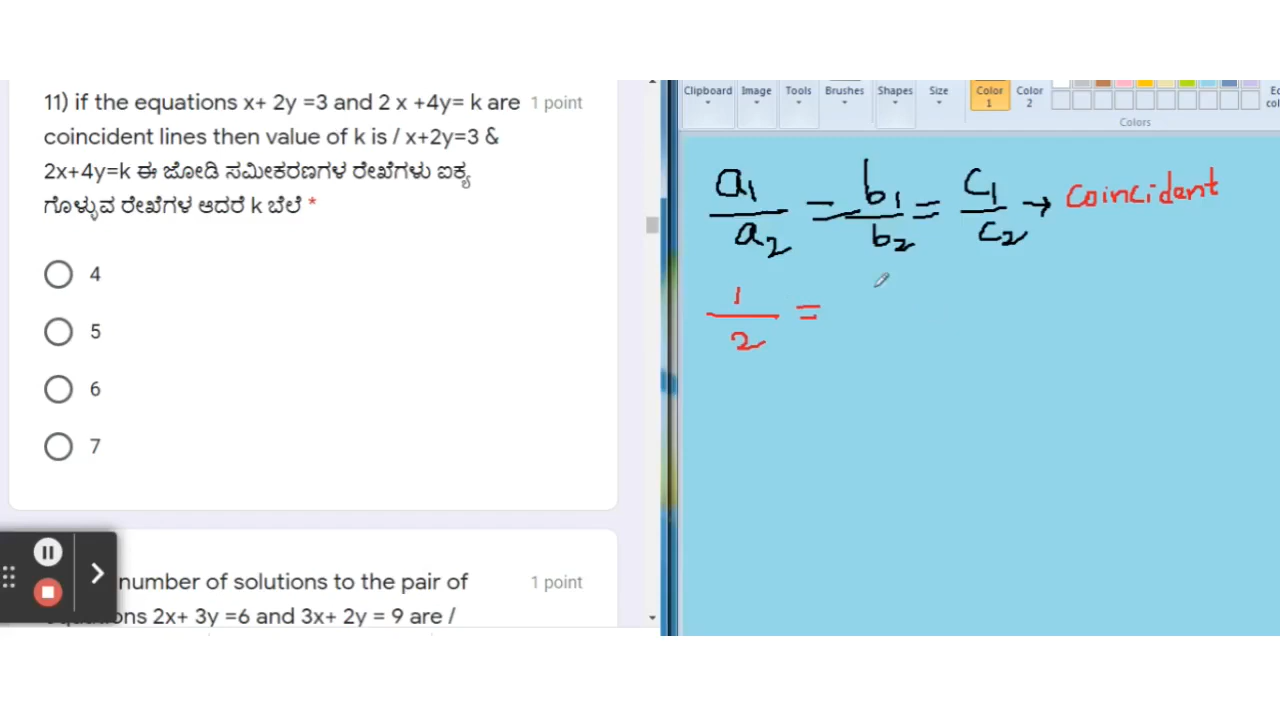 11) if the equations x+ 2y =3 and 2 x +4y= k are 1 point
coincident lines then value of k is / x+2y=3 &
2x+4y=k ಈ ಜೋಡಿ ಸಮೀಕರಣಗಳ ರೇಖೆಗಳು ಐಕ್ಯ
ಗೊಳ್ಳುವ ರೇಖೆಗಳ ಆದರೆ k ಬೆಲೆ *
4
5
6
7
number of solutions to the pair of 1 point
equations 2x+ 3y =6 and 3x+ 2y = 9 are /
Clipboard Image Tools Brushes Shapes Size Color 1 Color 2
Colors
a₁/a₂ = b₁/b₂ = c₁/c₂ → coincident
1/2 =